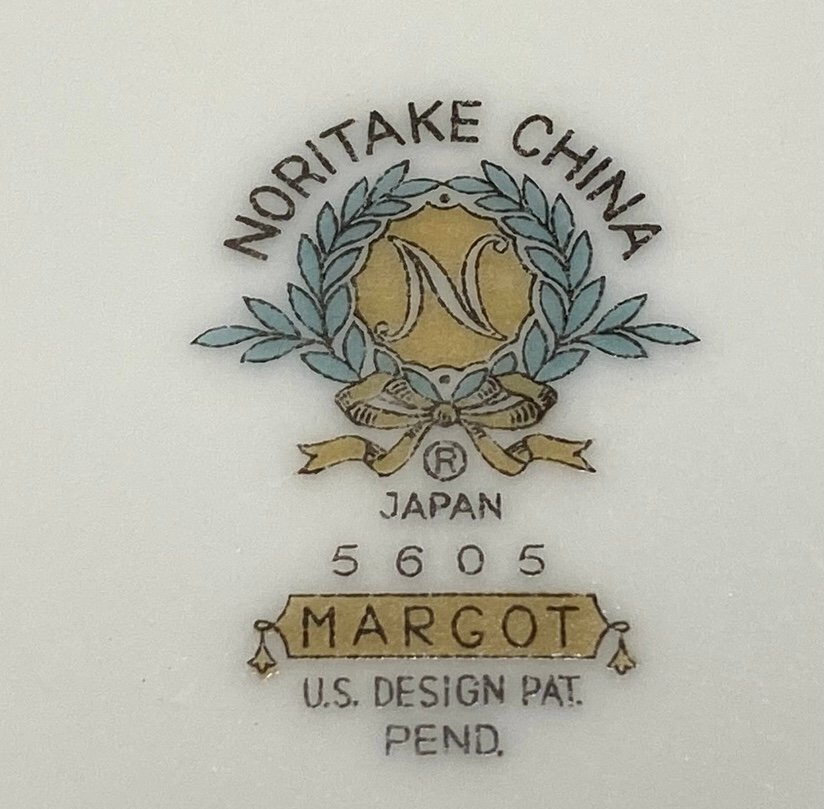 NORITAKE CHINA
N
®
JAPAN
5605
MARGOT
U.S. DESIGN PAT.
PEND.